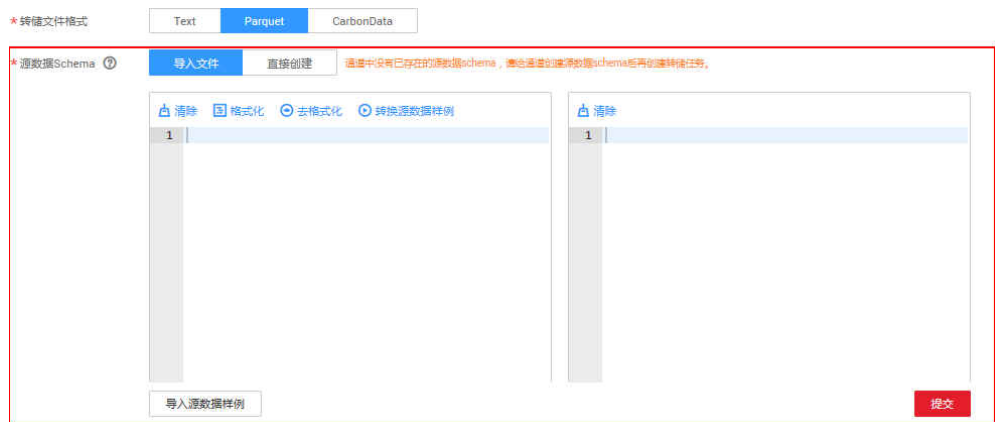 *转储文件格式 Text Parquet CarbonData
*源数据Schema ? 导入文件 直接创建 通道中没有已存在的源数据schema，请给通道创建源数据schema后再创建转储任务。
清除 格式化 去格式化 转换源数据样例 清除
1 1
导入源数据样例 提交